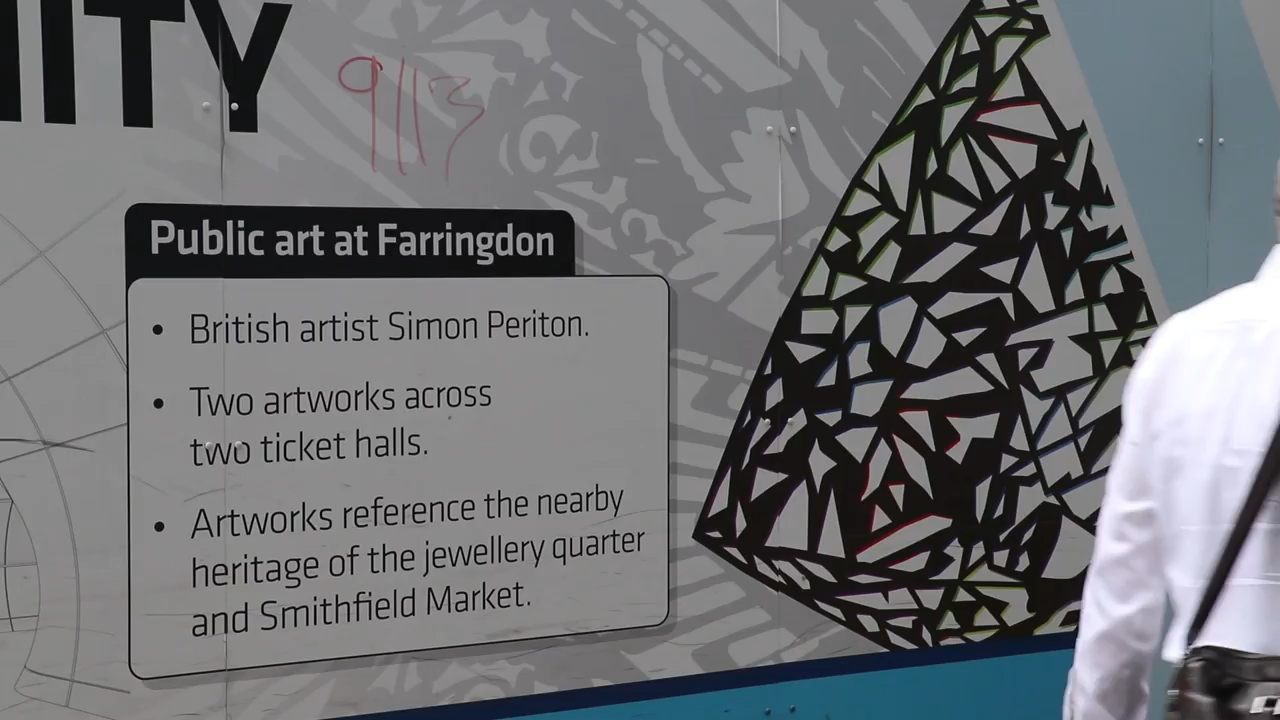 ITY
9113
Public art at Farringdon
• British artist Simon Periton.
• Two artworks across
two ticket halls.
• Artworks reference the nearby
heritage of the jewellery quarter
and Smithfield Market.